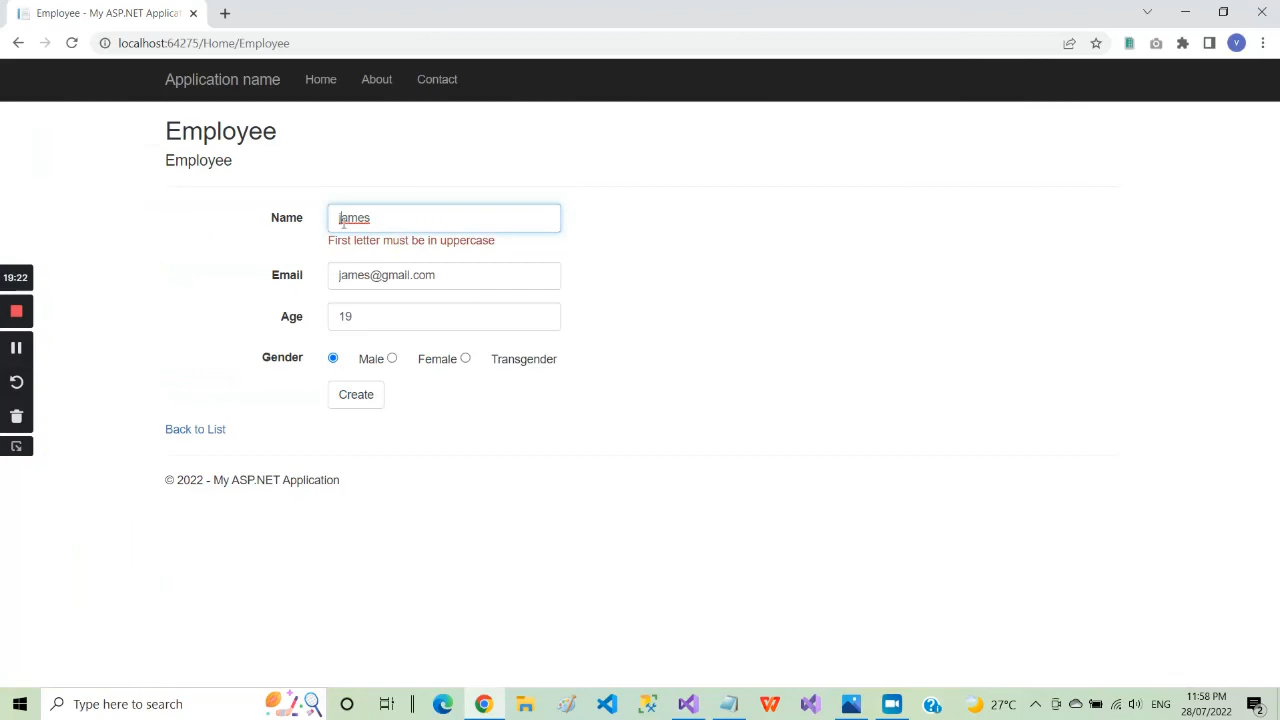 Employee - My ASP.NET Applicat
localhost:64275/Home/Employee
V
Application name Home About Contact
Employee
Employee
Name james
First letter must be in uppercase
19:22
Email james@gmail.com
Age 19
Gender Male Female Transgender
Create
Back to List
© 2022 - My ASP.NET Application
Type here to search
27°C
ENG
11:58 PM
28/07/2022
2